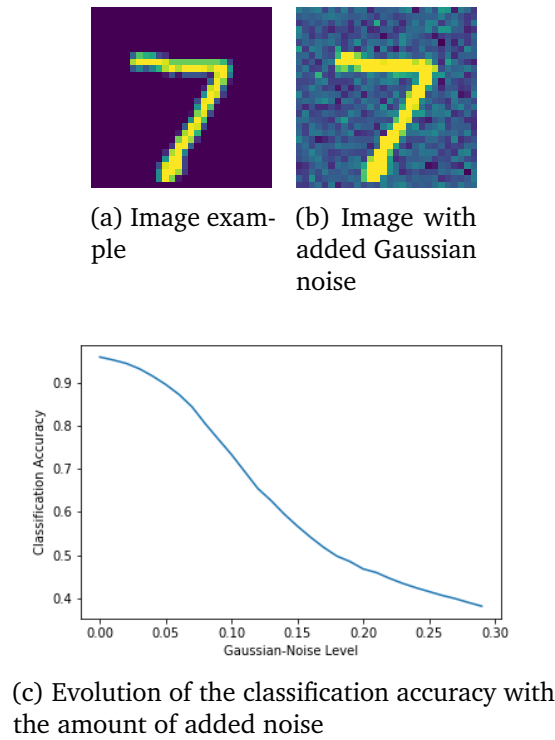 (a) Image exam-
ple
(b) Image with
added Gaussian
noise
0.9
0.8
0.7
0.6
0.5
0.4
Classification Accuracy
0.00 0.05 0.10 0.15 0.20 0.25 0.30
Gaussian-Noise Level
(c) Evolution of the classification accuracy with
the amount of added noise